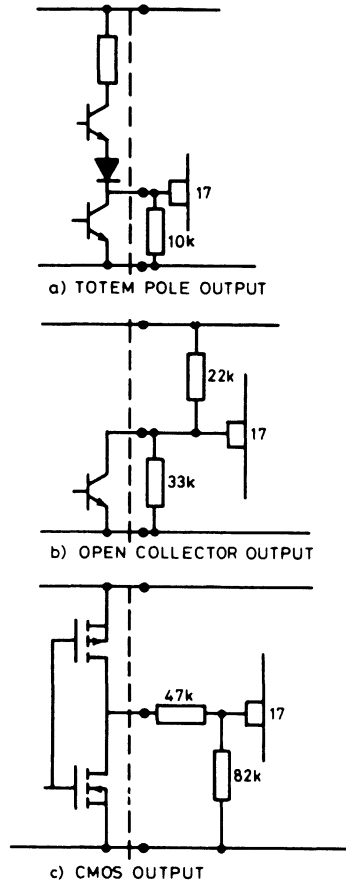 17
10k
a) TOTEM POLE OUTPUT
22k
17
33k
b) OPEN COLLECTOR OUTPUT
47k
17
82k
c) CMOS OUTPUT